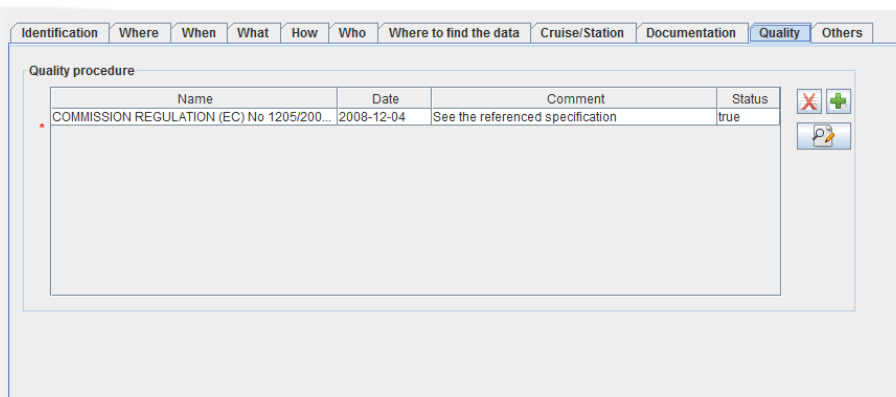 Identification Where When What How Who Where to find the data Cruise/Station Documentation Quality Others
Quality procedure
Name Date Comment Status
* COMMISSION REGULATION (EC) No 1205/200... 2008-12-04 See the referenced specification true